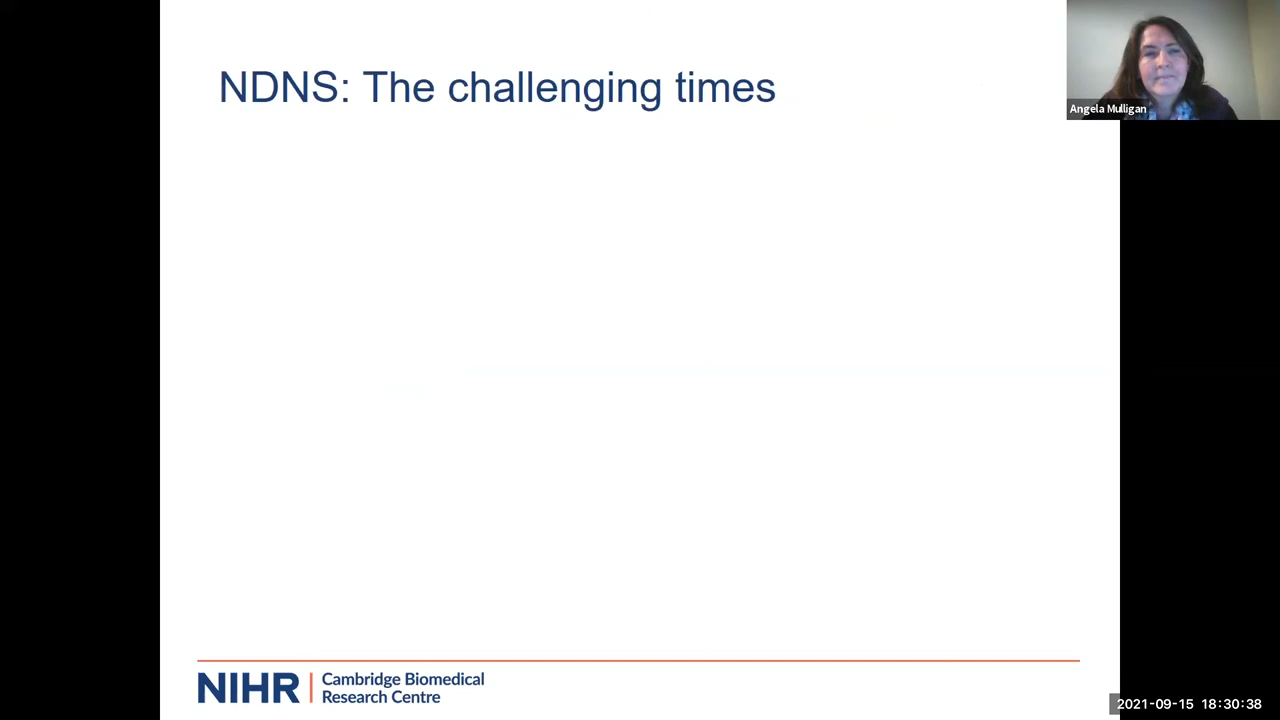 NDNS: The challenging times
Angela Mulligan
NIHR | Cambridge Biomedical
Research Centre
2021-09-15 18:30:38